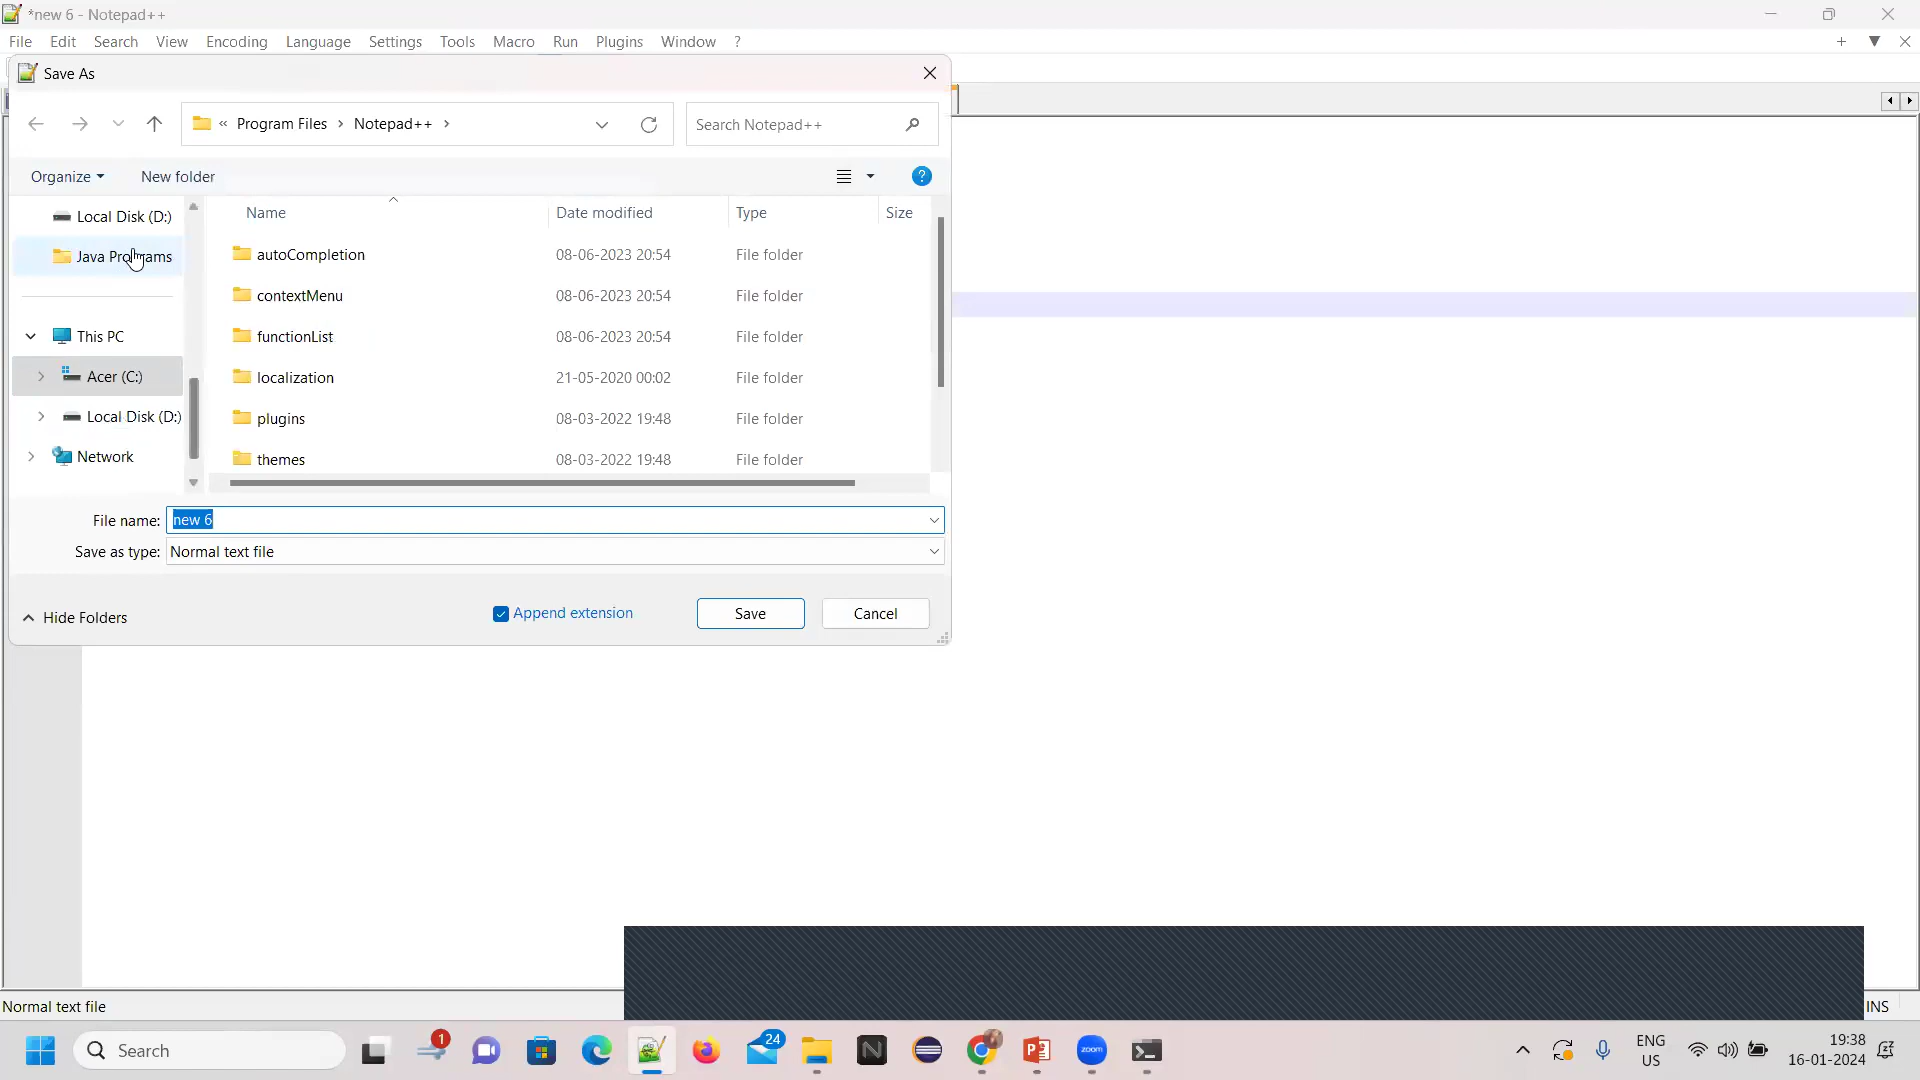 *new 6 - Notepad++
File Edit Search View Encoding Language Settings Tools Macro Run Plugins Window ?
Save As
« Program Files > Notepad++ >
Search Notepad++
Organize
New folder
Name Date modified Type Size
Local Disk (D:)
Java Programs
This PC
Acer (C:)
Local Disk (D:)
Network
autoCompletion 08-06-2023 20:54 File folder
contextMenu 08-06-2023 20:54 File folder
functionList 08-06-2023 20:54 File folder
localization 21-05-2020 00:02 File folder
plugins 08-03-2022 19:48 File folder
themes 08-03-2022 19:48 File folder
File name: new 6
Save as type: Normal text file
Hide Folders
Append extension
Save
Cancel
Normal text file
INS
Search
1
24
zoom
ENG
US
19:38
16-01-2024